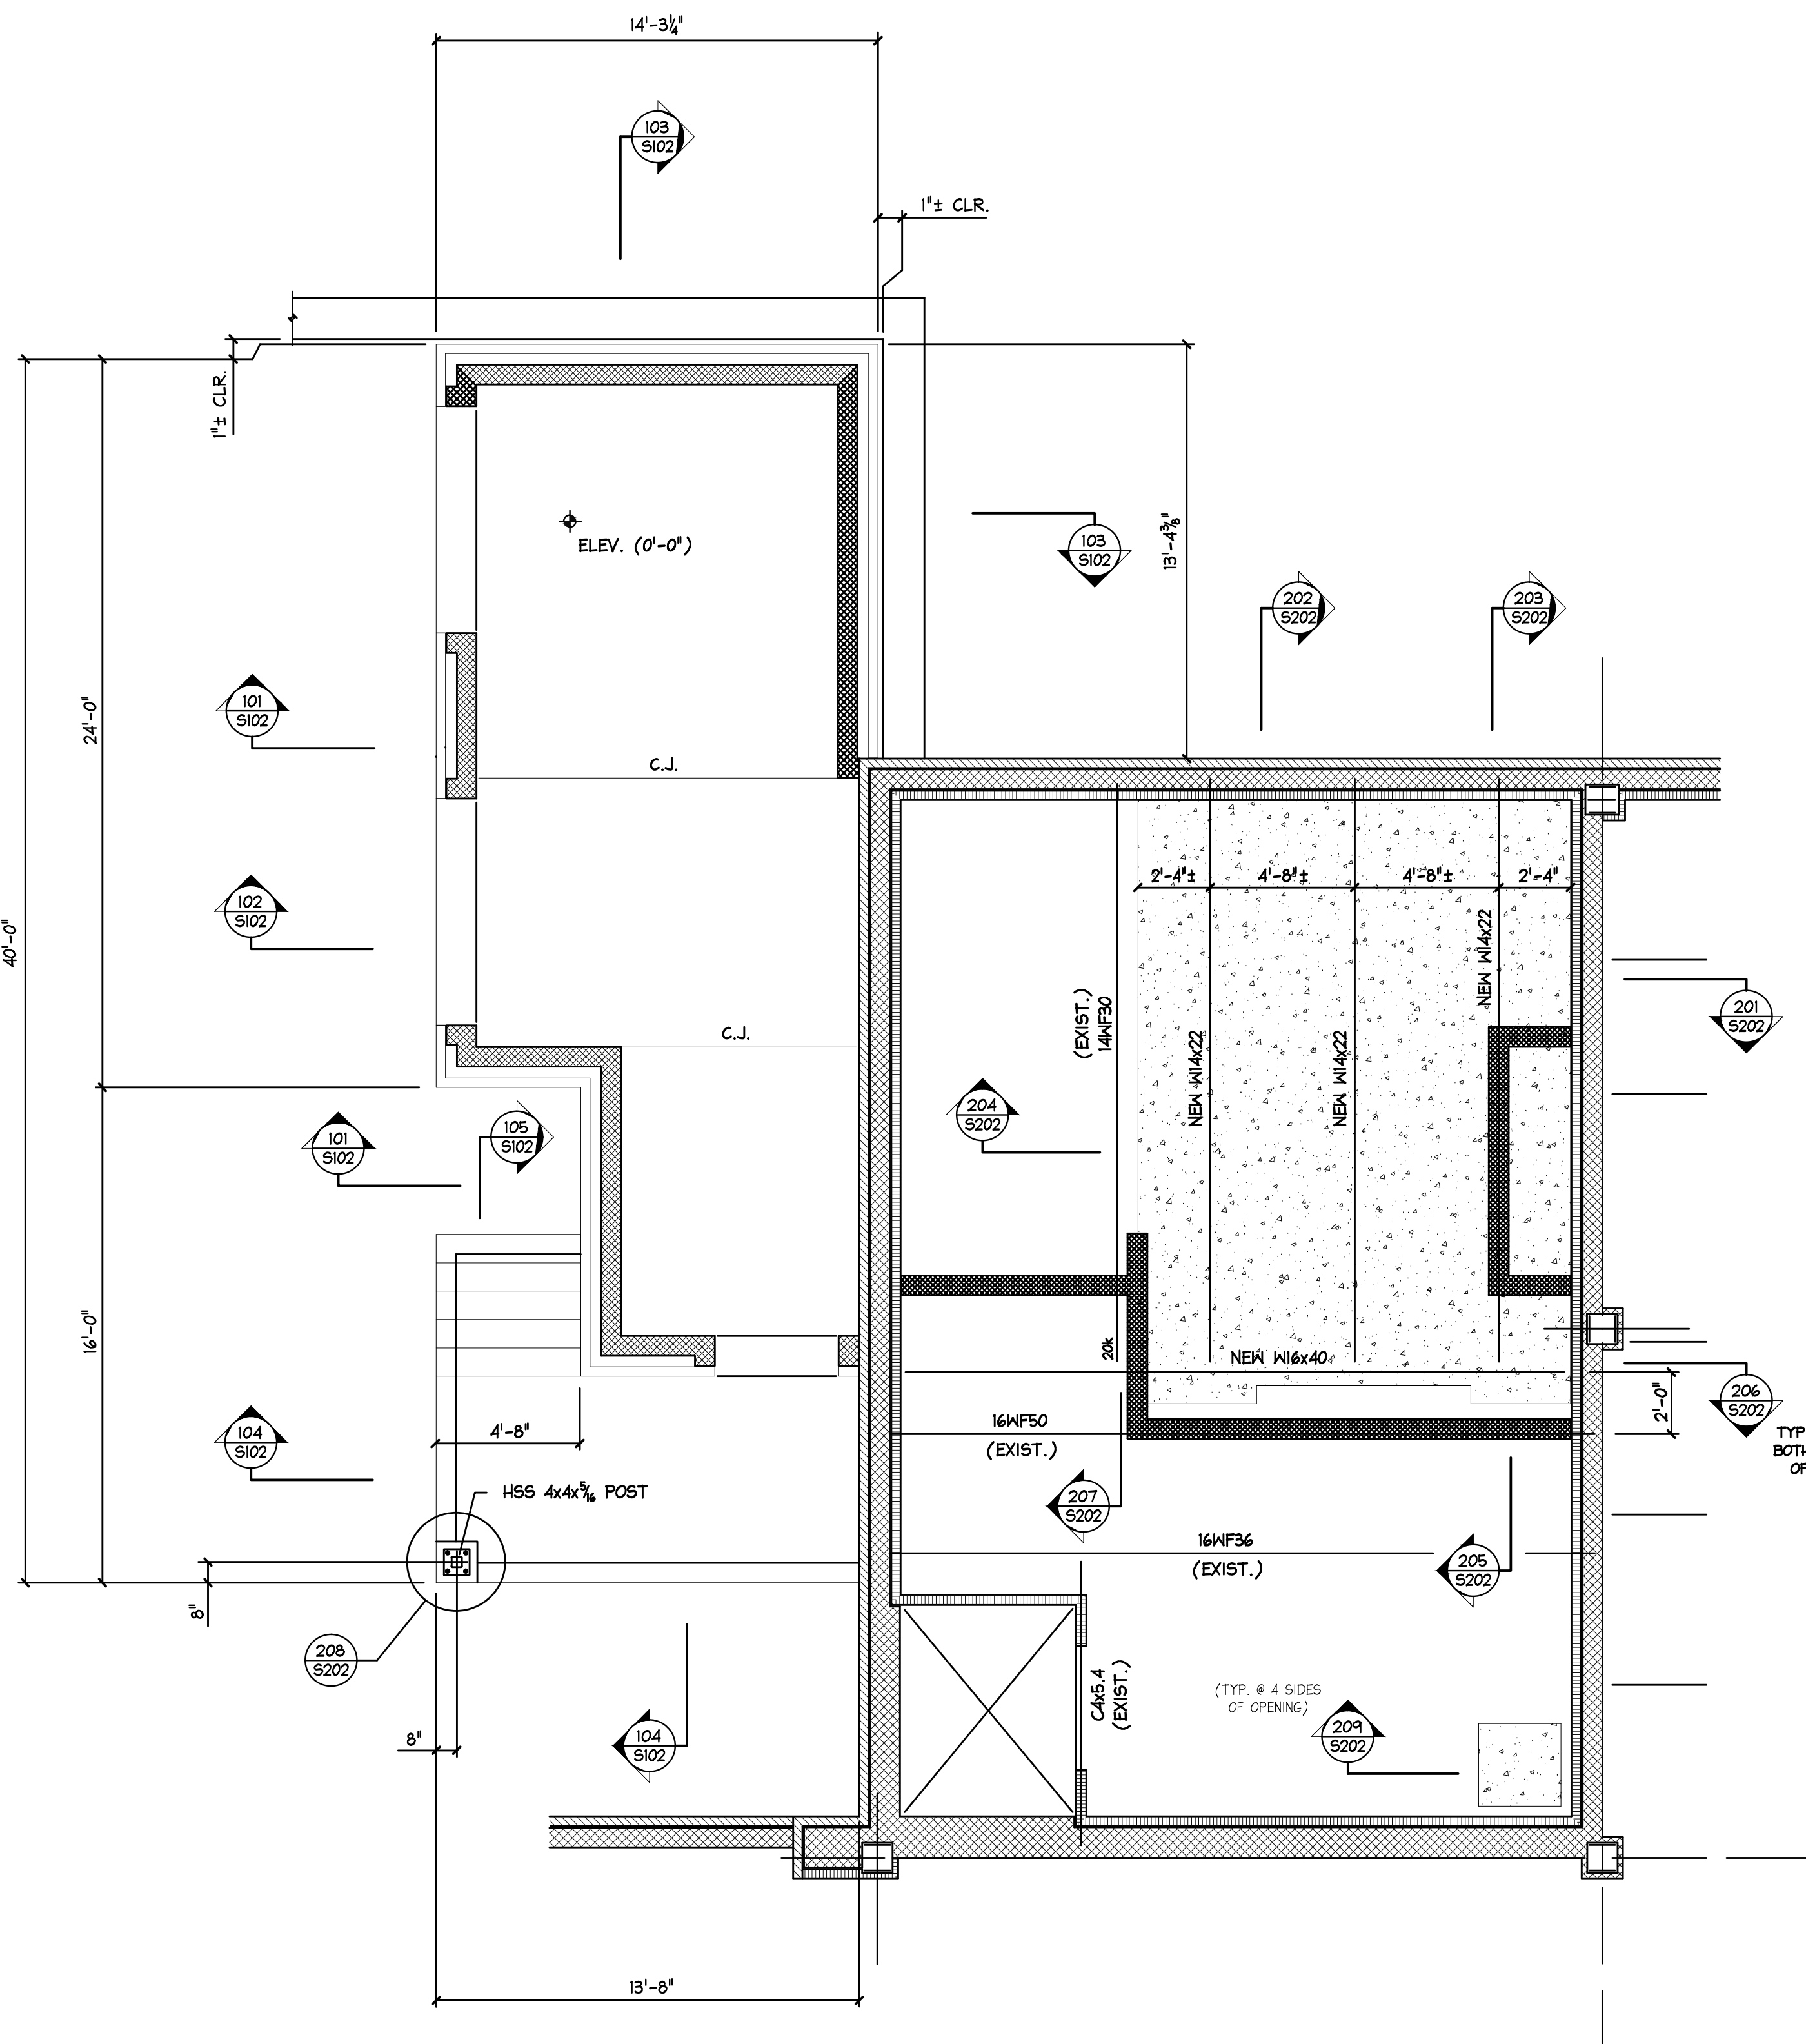 14'-3¼"
103
S102
1"± CLR.
1"± CLR.
ELEV. (0'-0")
103
S102
13'-4⅜"
202
S202
203
S202
101
S102
24'-0"
C.J.
40'-0"
102
S102
2'-4"±
4'-8"±
4'-8"±
2'-4"
NEW W14x22
(EXIST.)
14WF30
201
S202
C.J.
NEW W14x22
NEW W14x22
204
S202
101
S102
105
S102
16'-0"
20k
NEW W16x40
2'-0"
206
S202
TYP
BOTH
OF
104
S102
4'-8"
16WF50
(EXIST.)
HSS 4x4x5/16 POST
207
S202
16WF36
(EXIST.)
205
S202
8"
208
S202
C4x5.4
(EXIST.)
(TYP. @ 4 SIDES
OF OPENING)
209
S202
8"
104
S102
13'-8"